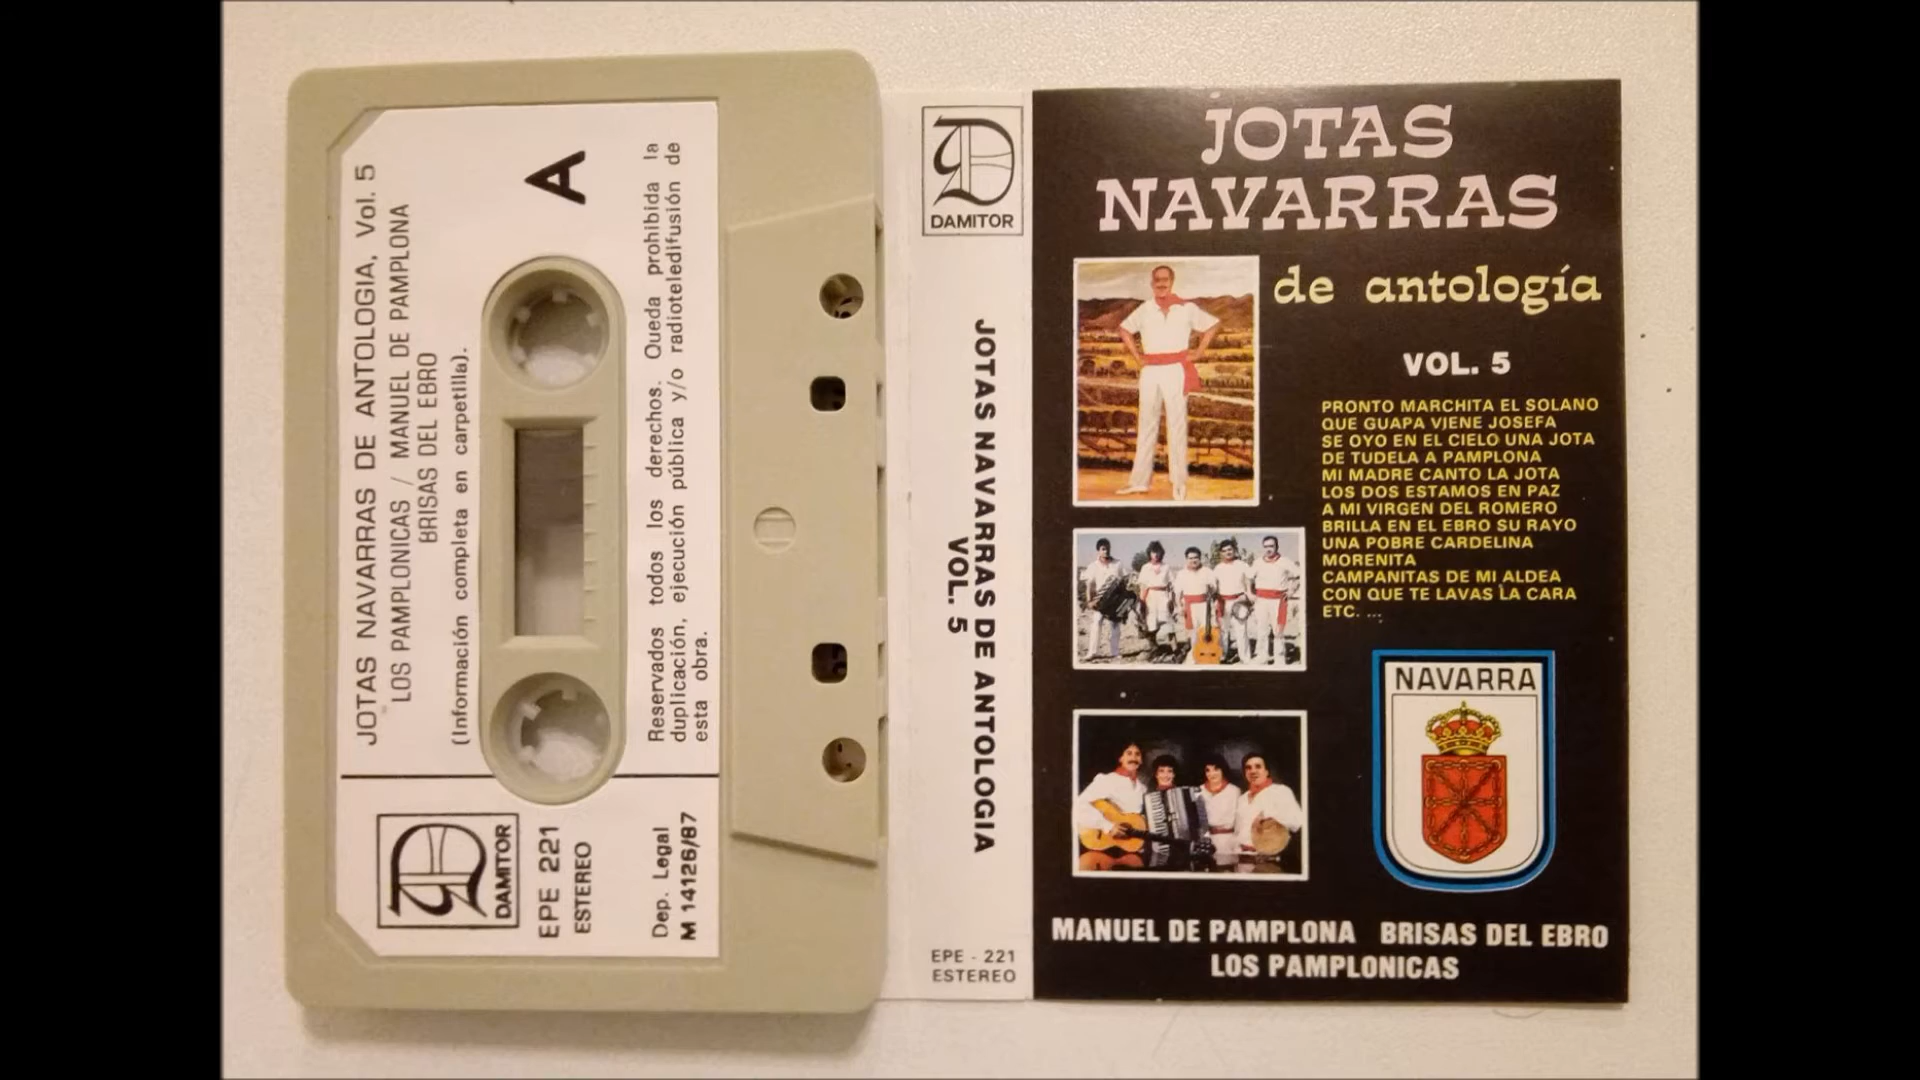 JOTAS NAVARRAS DE ANTOLOGIA, Vol. 5
LOS PAMPLONICAS / MANUEL DE PAMPLONA
BRISAS DEL EBRO
(Información completa en carpetilla).
A
Reservados todos los derechos. Queda prohibida la
duplicación, ejecución pública y/o radioteledifusión de
esta obra.
DAMITOR
EPE 221
ESTEREO
Dep. Legal
M 14126/87
D
DAMITOR
JOTAS NAVARRAS DE ANTOLOGIA
VOL. 5
EPE - 221
ESTEREO
JOTAS
NAVARRAS
de antología
VOL. 5
PRONTO MARCHITA EL SOLANO
QUE GUAPA VIENE JOSEFA
SE OYO EN EL CIELO UNA JOTA
DE TUDELA A PAMPLONA
MI MADRE CANTO LA JOTA
LOS DOS ESTAMOS EN PAZ
A MI VIRGEN DEL ROMERO
BRILLA EN EL EBRO SU RAYO
UNA POBRE CARDELINA
MORENITA
CAMPANITAS DE MI ALDEA
CON QUE TE LAVAS LA CARA
ETC. ...
NAVARRA
MANUEL DE PAMPLONA BRISAS DEL EBRO
LOS PAMPLONICAS